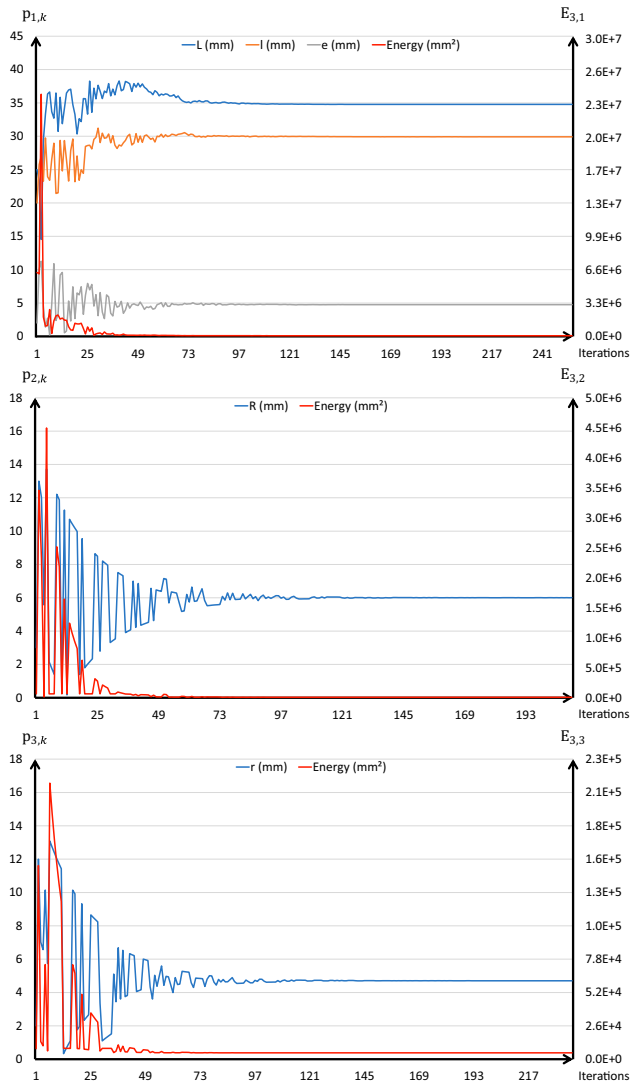 p1,k E3,1
L (mm) l (mm) e (mm) Energy (mm²)
45 3.0E+7
40 2.6E+7
35 2.3E+7
30 2.0E+7
25 1.7E+7
20 1.3E+7
15 9.9E+6
10 6.6E+6
5 3.3E+6
0 0.0E+0
1 25 49 73 97 121 145 169 193 217 241 Iterations
p2,k E3,2
R (mm) Energy (mm²)
18 5.0E+6
16 4.5E+6
14 4.0E+6
12 3.5E+6
10 3.0E+6
8 2.5E+6
6 2.0E+6
4 1.5E+6
2 1.0E+6
0 5.0E+5
0.0E+0
1 25 49 73 97 121 145 169 193 Iterations
p3,k E3,3
r (mm) Energy (mm²)
18 2.3E+5
16 2.1E+5
14 1.8E+5
12 1.6E+5
10 1.3E+5
8 1.0E+5
6 7.8E+4
4 5.2E+4
2 2.6E+4
0 0.0E+0
1 25 49 73 97 121 145 169 193 217 Iterations